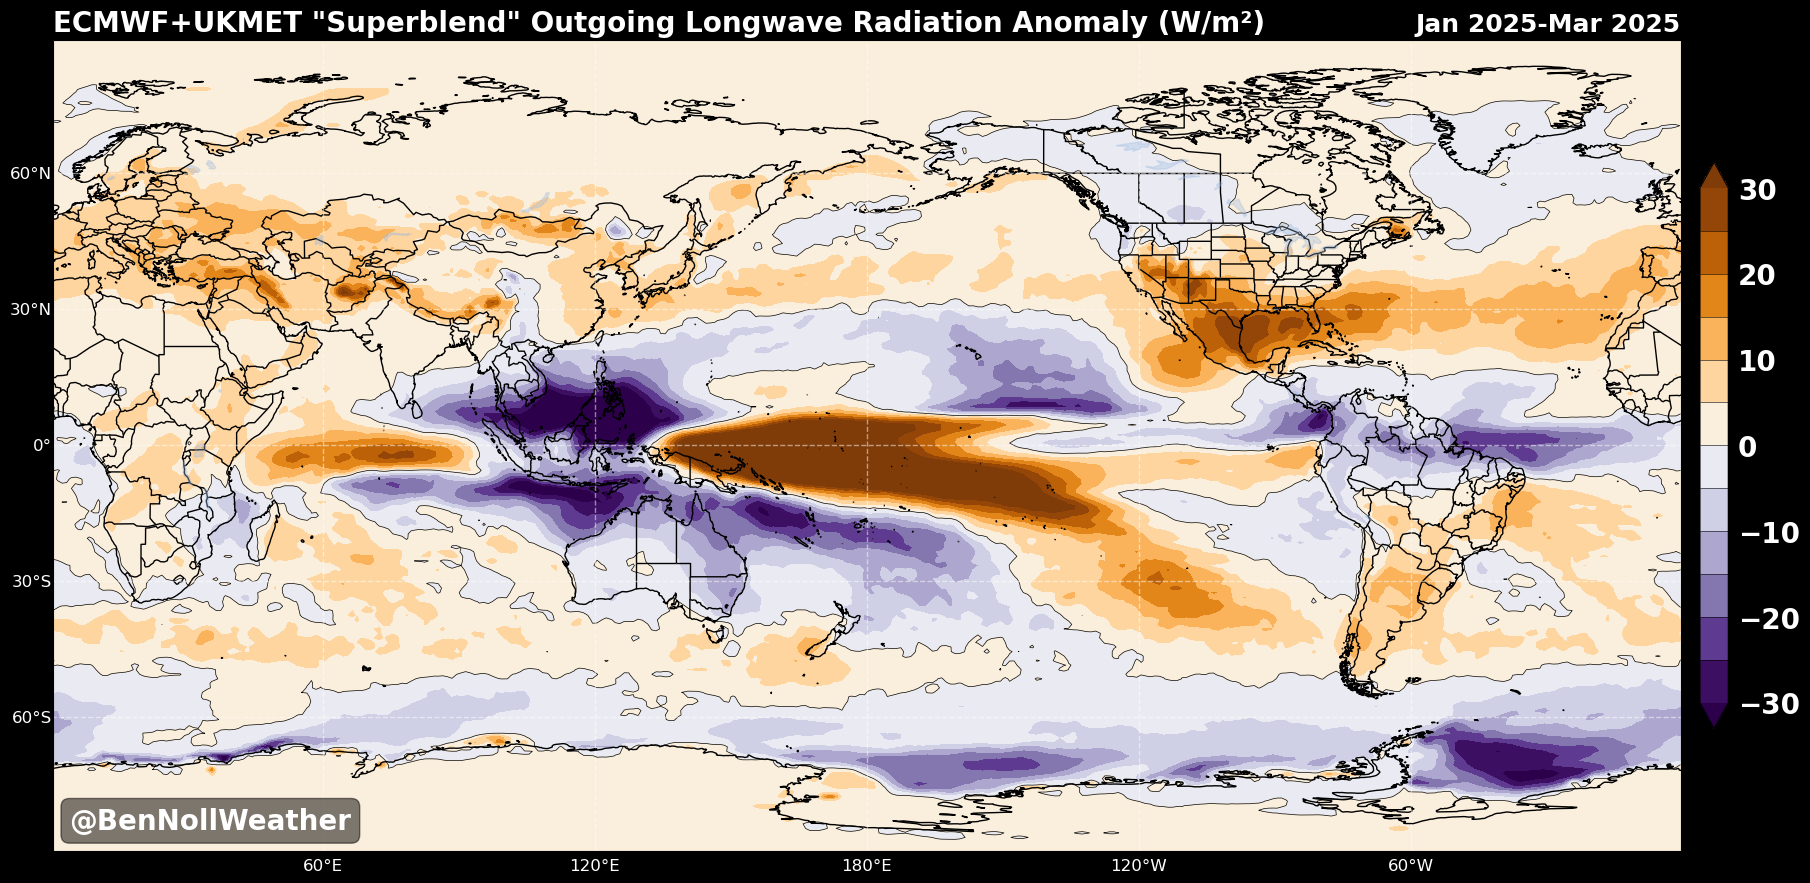 ECMWF+UKMET "Superblend" Outgoing Longwave Radiation Anomaly (W/m²) Jan 2025-Mar 2025
60°N
30°N
0°
30°S
60°S
60°E 120°E 180°E 120°W 60°W
30
20
10
0
−10
−20
−30
@BenNollWeather